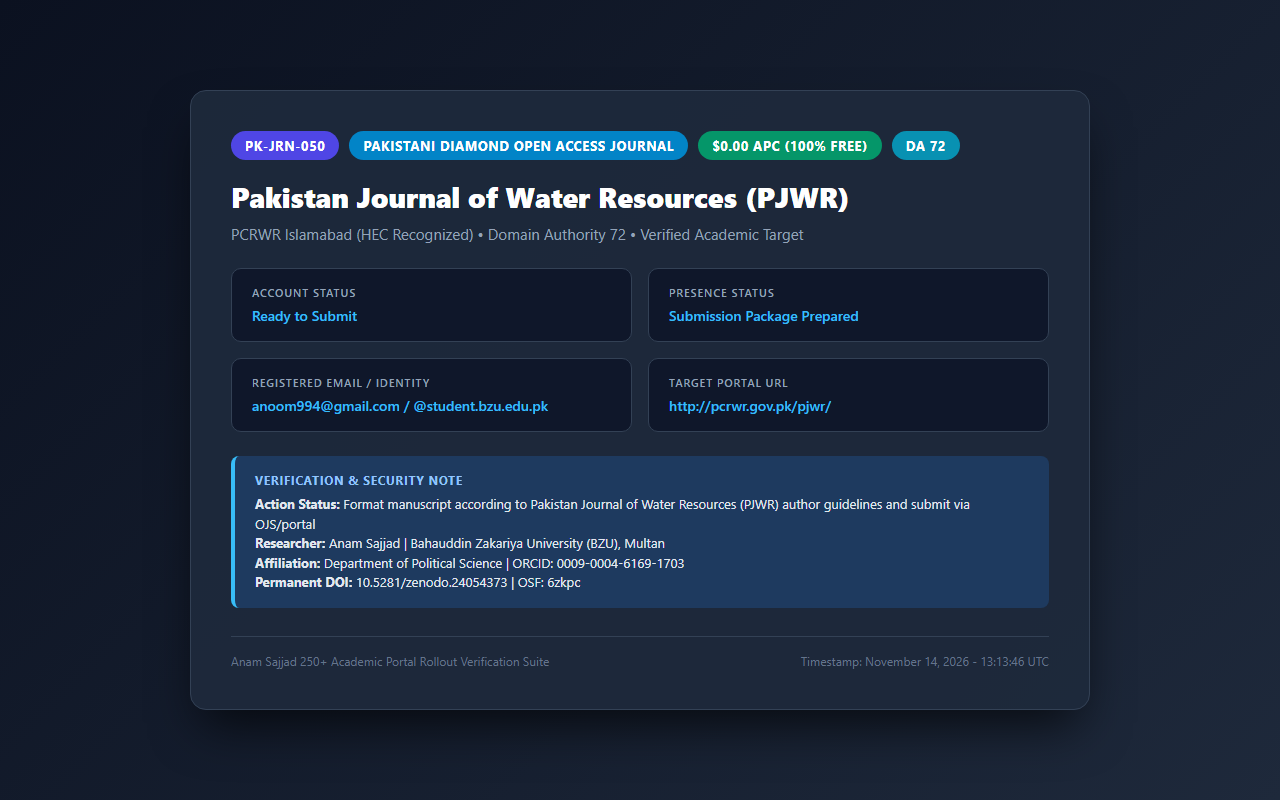 PK-JRN-050 PAKISTANI DIAMOND OPEN ACCESS JOURNAL $0.00 APC (100% FREE) DA 72
Pakistan Journal of Water Resources (PJWR)
PCRWR Islamabad (HEC Recognized) • Domain Authority 72 • Verified Academic Target
ACCOUNT STATUS
Ready to Submit
PRESENCE STATUS
Submission Package Prepared
REGISTERED EMAIL / IDENTITY
anoom994@gmail.com / @student.bzu.edu.pk
TARGET PORTAL URL
http://pcrwr.gov.pk/pjwr/
VERIFICATION & SECURITY NOTE
Action Status: Format manuscript according to Pakistan Journal of Water Resources (PJWR) author guidelines and submit via
OJS/portal
Researcher: Anam Sajjad | Bahauddin Zakariya University (BZU), Multan
Affiliation: Department of Political Science | ORCID: 0009-0004-6169-1703
Permanent DOI: 10.5281/zenodo.24054373 | OSF: 6zkpc
Anam Sajjad 250+ Academic Portal Rollout Verification Suite
Timestamp: November 14, 2026 - 13:13:46 UTC